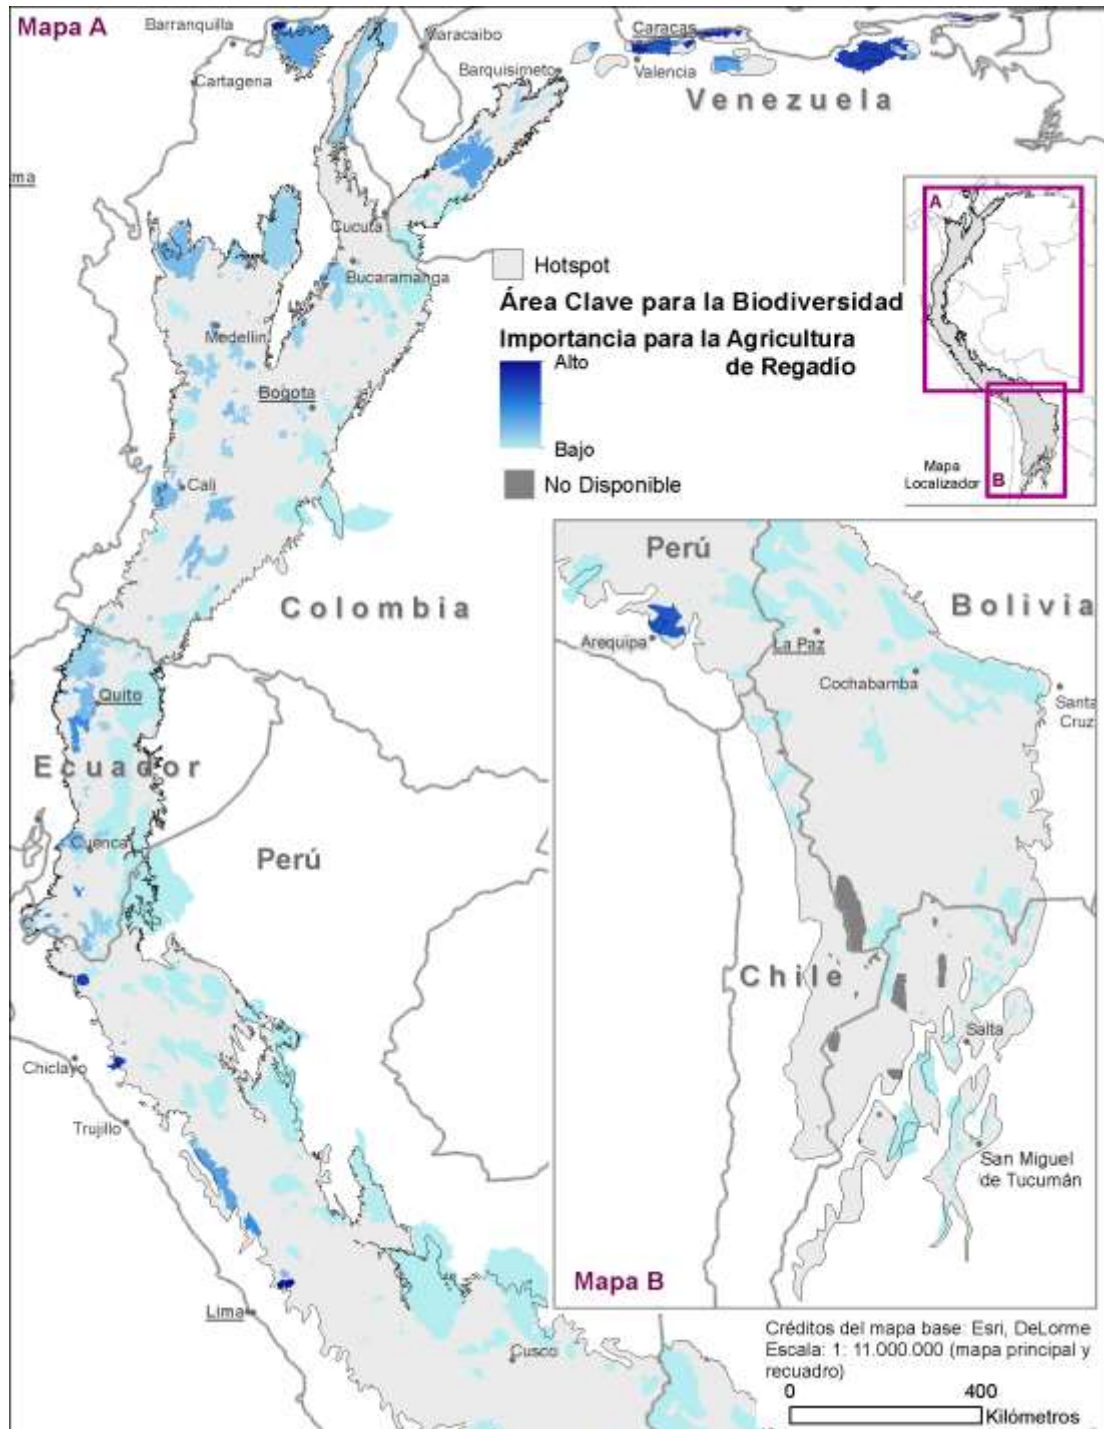 Mapa A
Barranquilla
Maracaibo
Caracas
Cartagena
Barquisimeto
Valencia
Venezuela
ma
A
Cucuta
Bucaramanga
Hotspot
Área Clave para la Biodiversidad
Importancia para la Agricultura
de Regadío
Alto
Bajo
No Disponible
Mapa
Localizador
B
Medellin
Bogota
Cali
Colombia
Quito
Ecuador
Cuenca
Perú
Chiclayo
Trujillo
Lima
Cusco
Perú
Bolivia
Arequipa
La Paz
Cochabamba
Santa
Cruz
Chile
Salta
San Miguel
de Tucumán
Mapa B
Créditos del mapa base: Esri, DeLorme
Escala: 1: 11.000.000 (mapa principal y
recuadro)
0 400
Kilómetros